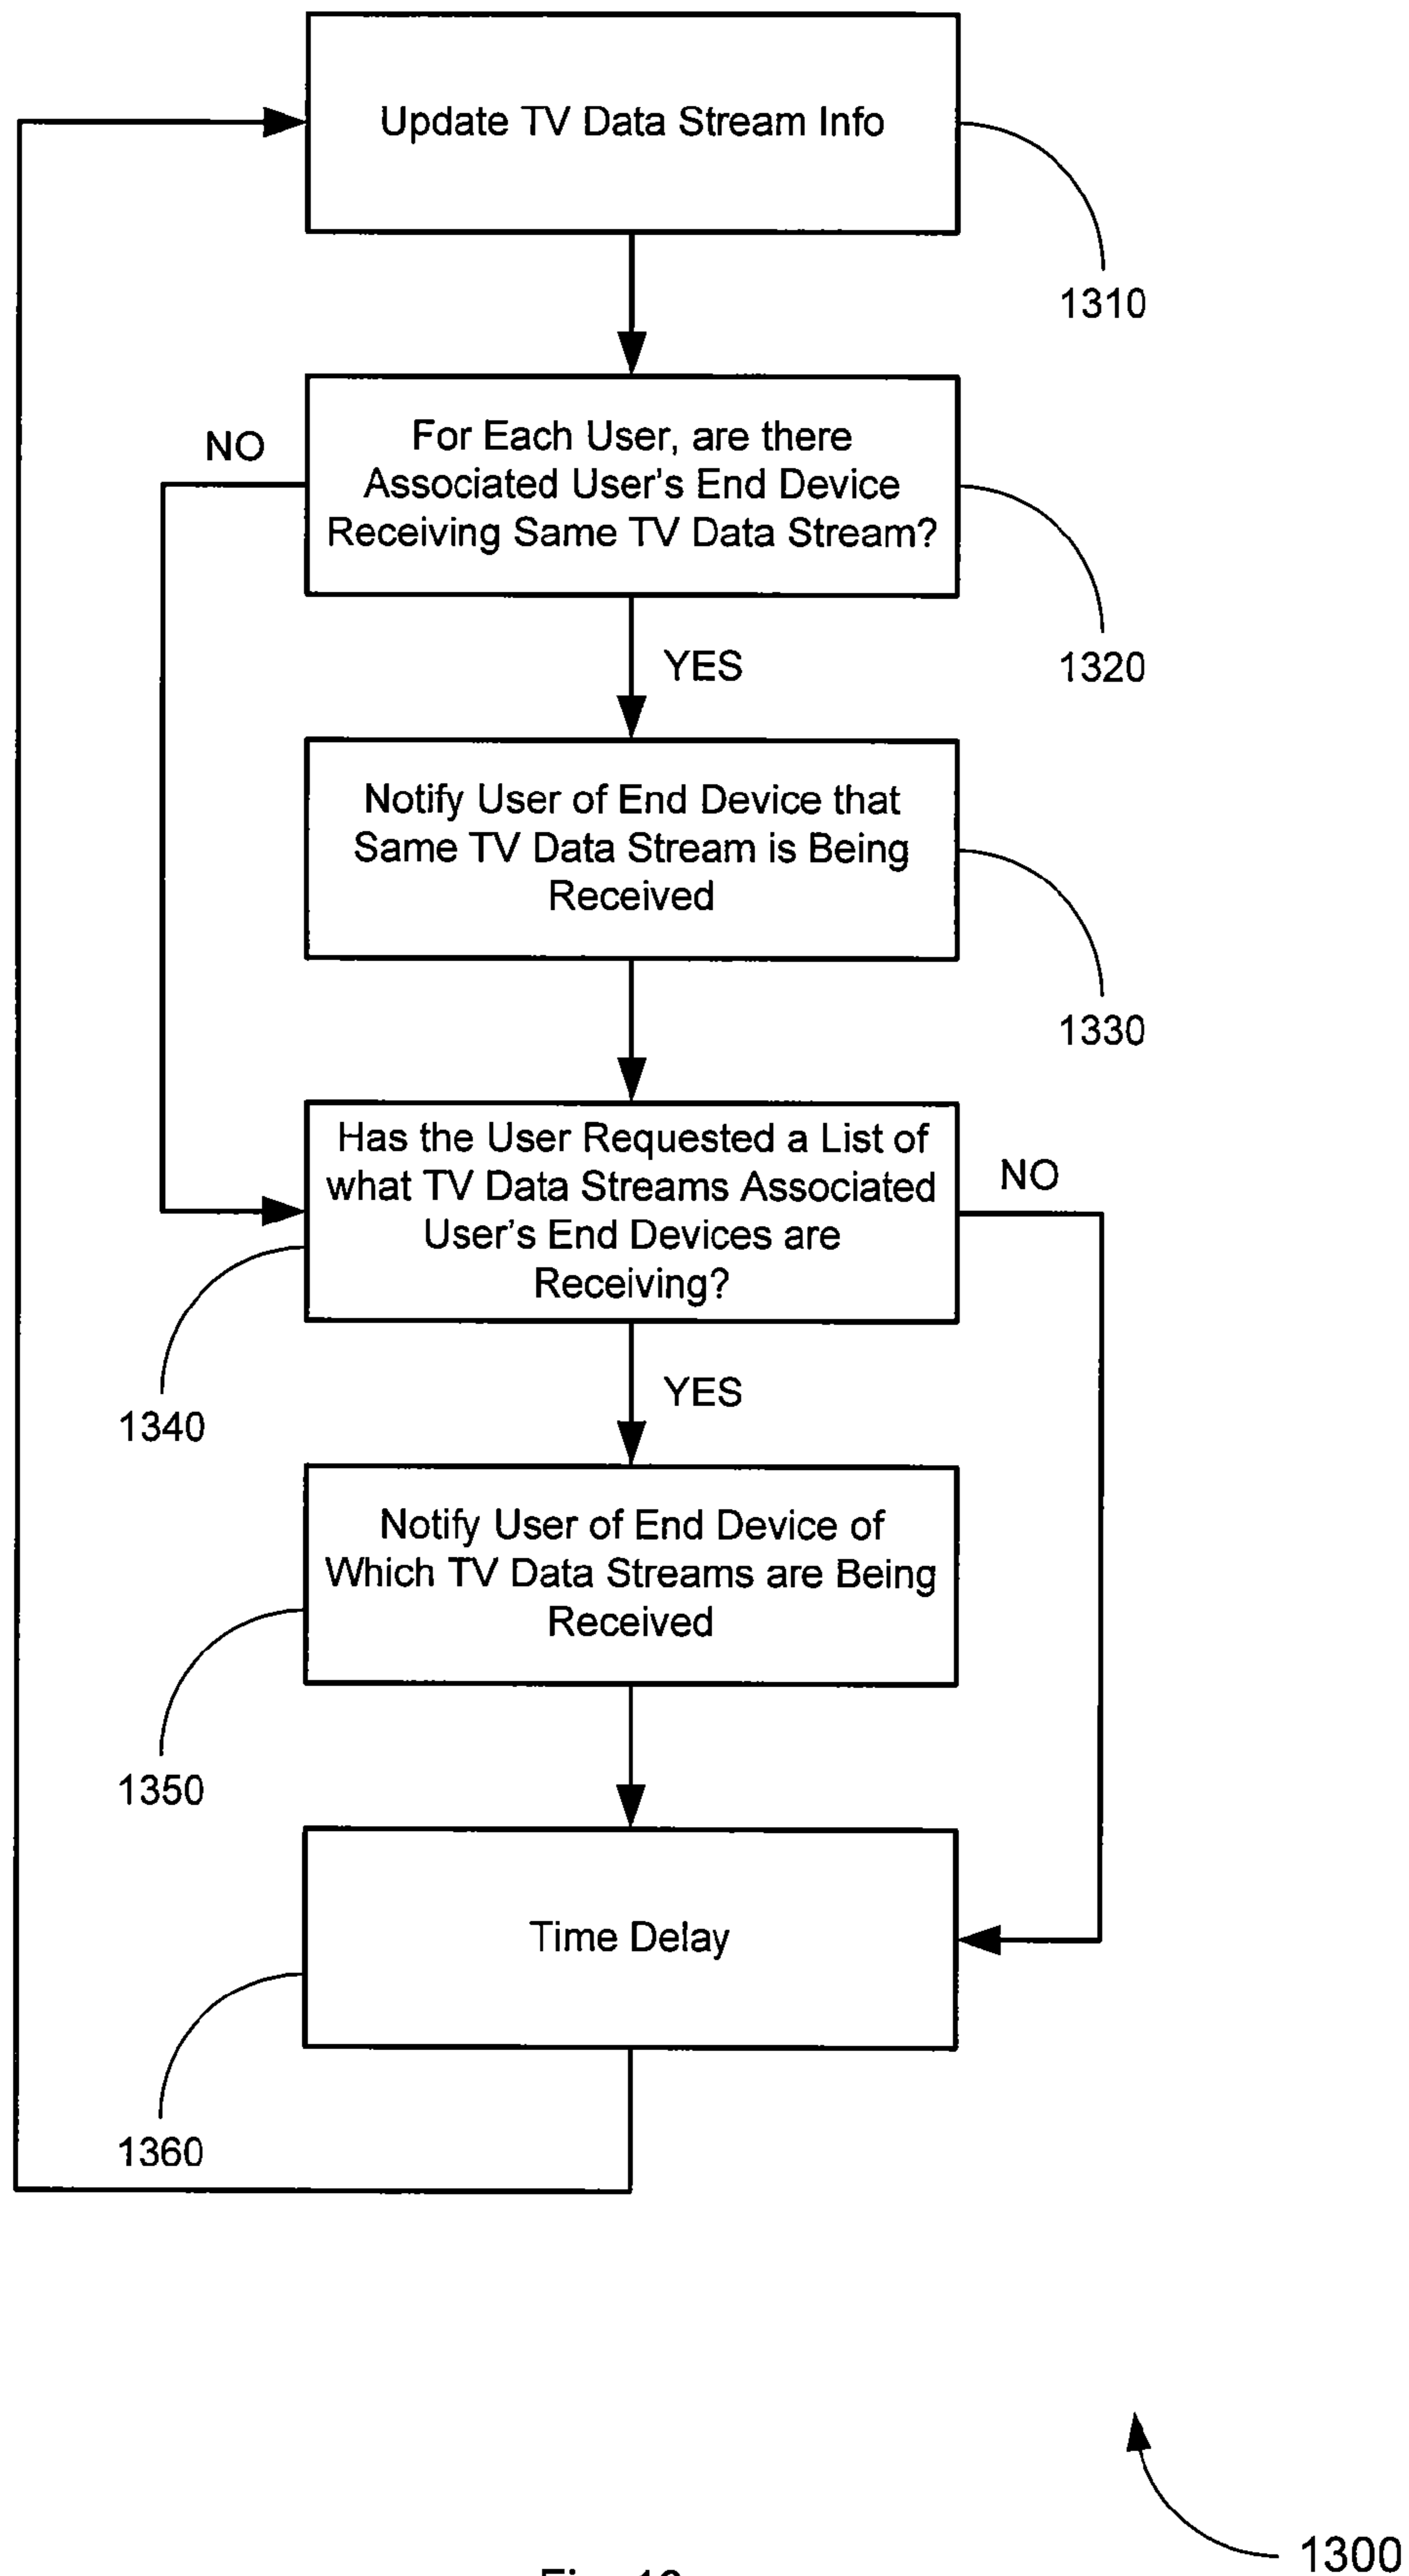 Update TV Data Stream Info
1310
NO
For Each User, are there
Associated User's End Device
Receiving Same TV Data Stream?
1320
YES
Notify User of End Device that
Same TV Data Stream is Being
Received
1330
Has the User Requested a List of
what TV Data Streams Associated
User's End Devices are
Receiving?
NO
1340
YES
Notify User of End Device of
Which TV Data Streams are Being
Received
1350
Time Delay
1360
1300